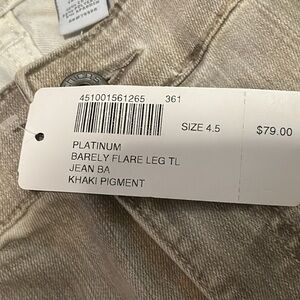 451001561265 361
SIZE 4.5 $79.00
PLATINUM
BARELY FLARE LEG TL
JEAN BA
KHAKI PIGMENT